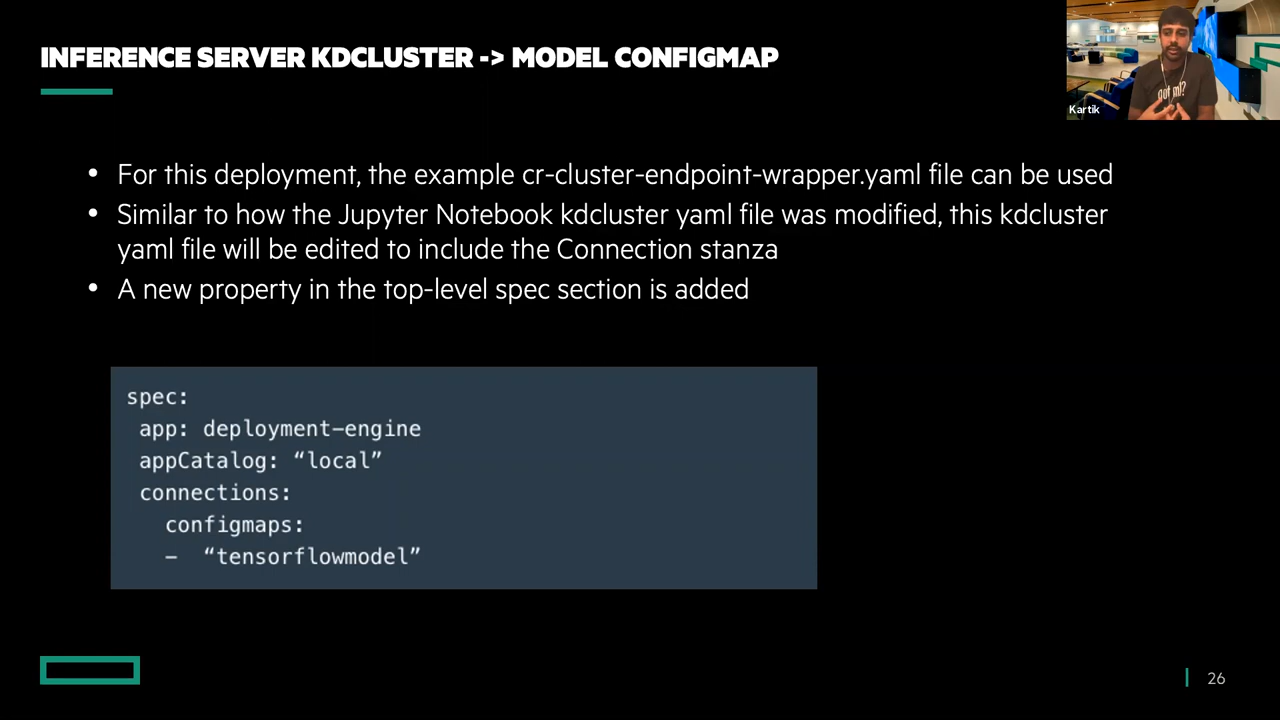 INFERENCE SERVER KDCLUSTER -> MODEL CONFIGMAP
Kartik
got ml?
• For this deployment, the example cr-cluster-endpoint-wrapper.yaml file can be used
• Similar to how the Jupyter Notebook kdcluster yaml file was modified, this kdcluster
yaml file will be edited to include the Connection stanza
• A new property in the top-level spec section is added
spec:
app: deployment-engine
appCatalog: “local”
connections:
configmaps:
– “tensorflowmodel”
26